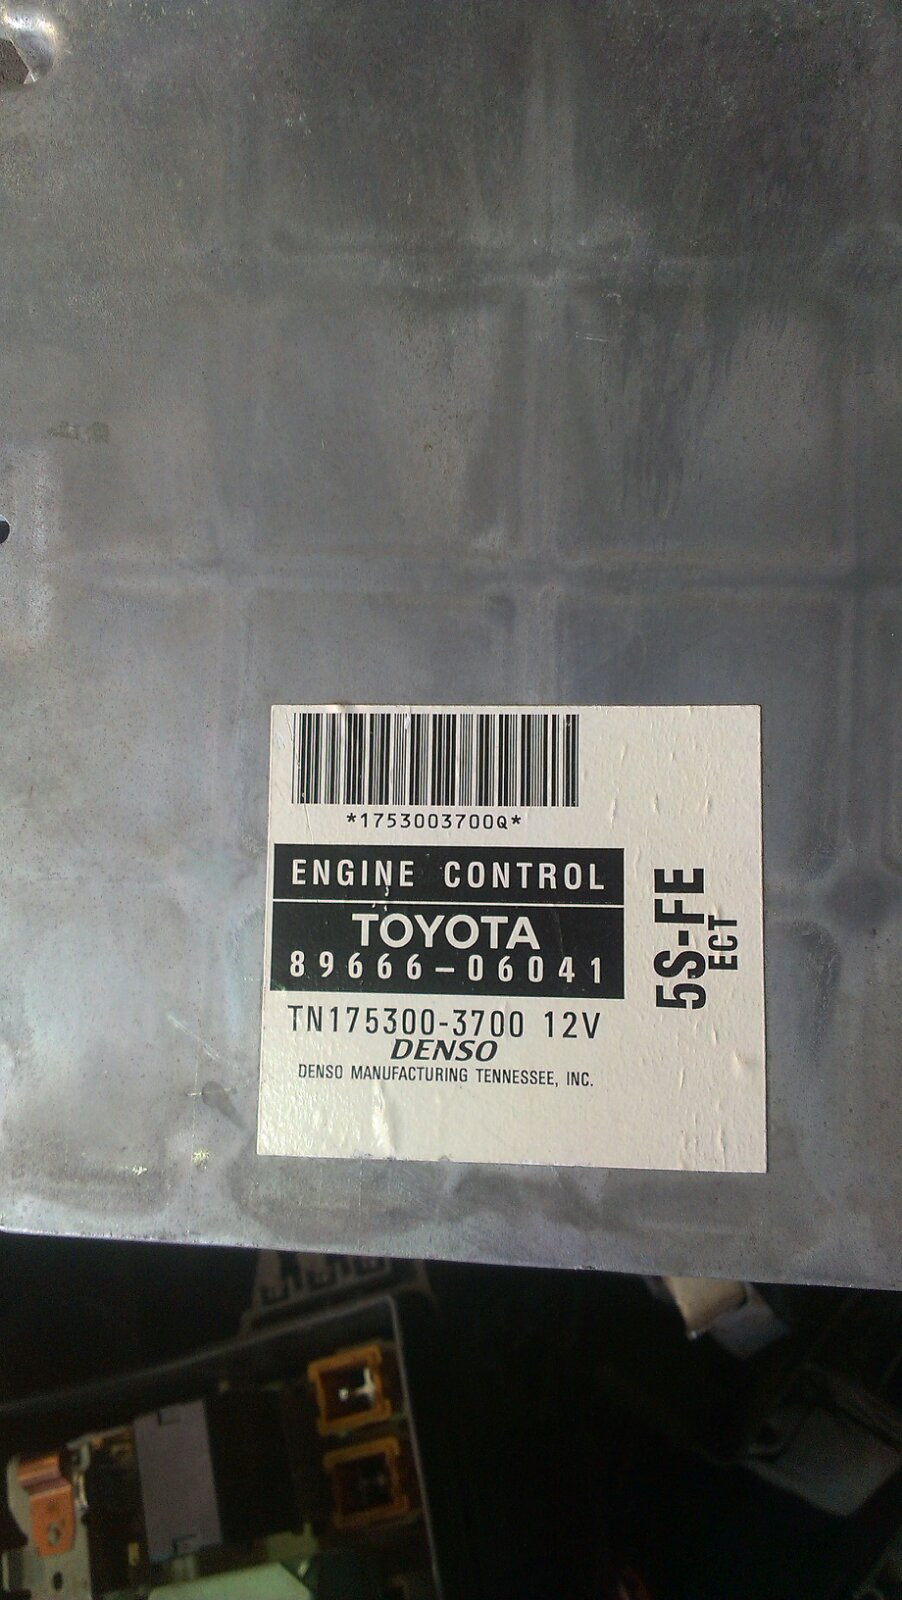 *1753003700Q*
ENGINE CONTROL
TOYOTA
89666-06041
TN175300-3700 12V
DENSO
DENSO MANUFACTURING TENNESSEE, INC.
5S-FE
ECT